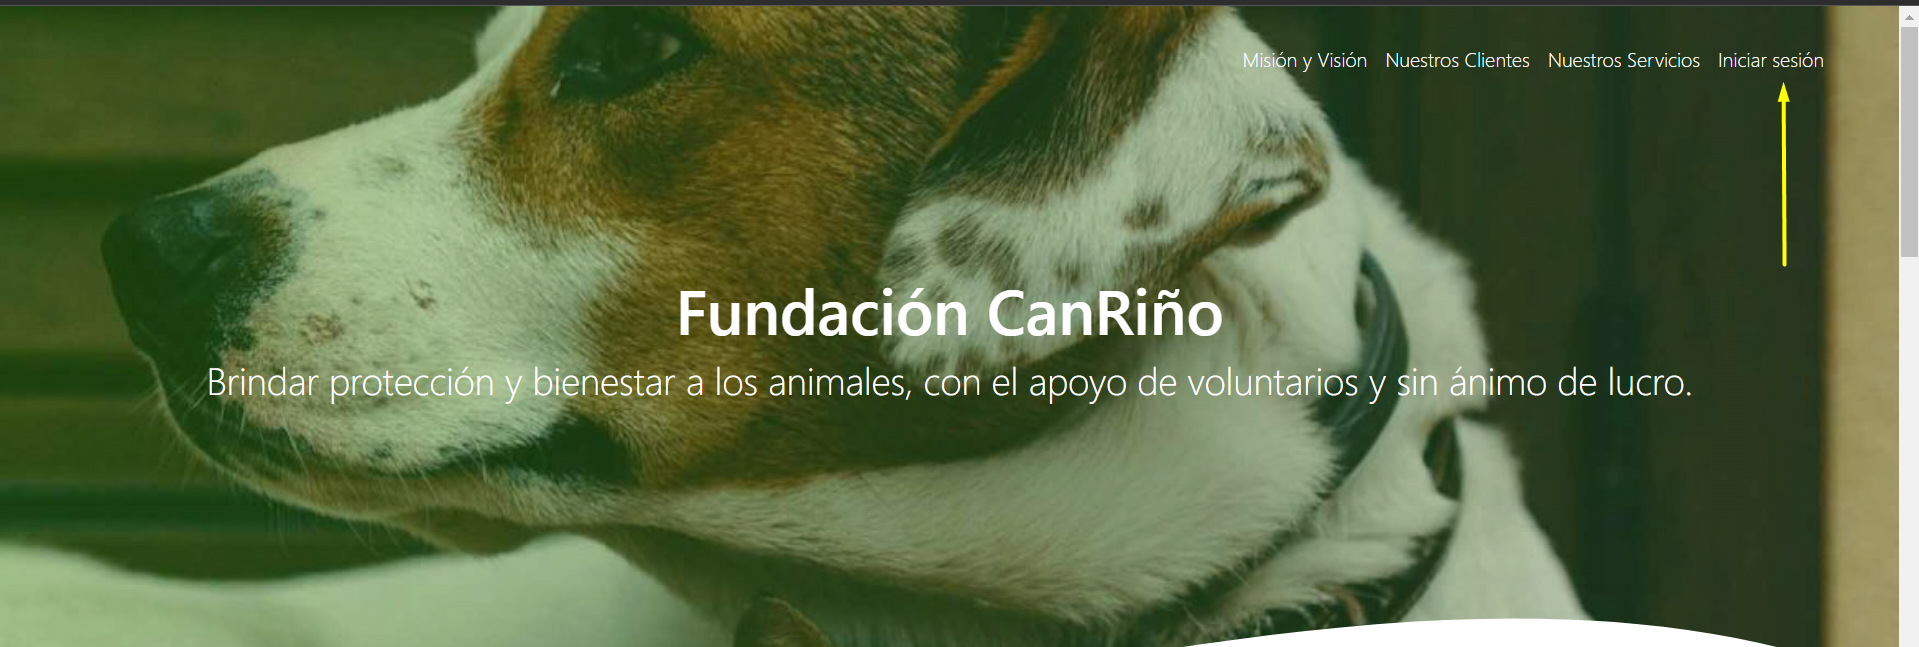 Misión y Visión Nuestros Clientes Nuestros Servicios Iniciar sesión
Fundación CanRiño
Brindar protección y bienestar a los animales, con el apoyo de voluntarios y sin ánimo de lucro.